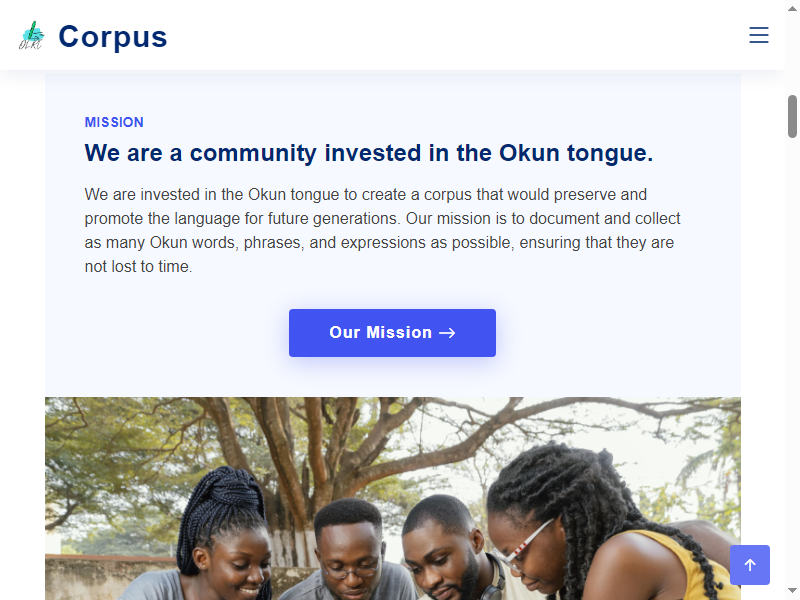 Corpus
MISSION
We are a community invested in the Okun tongue.
We are invested in the Okun tongue to create a corpus that would preserve and
promote the language for future generations. Our mission is to document and collect
as many Okun words, phrases, and expressions as possible, ensuring that they are
not lost to time.
Our Mission →